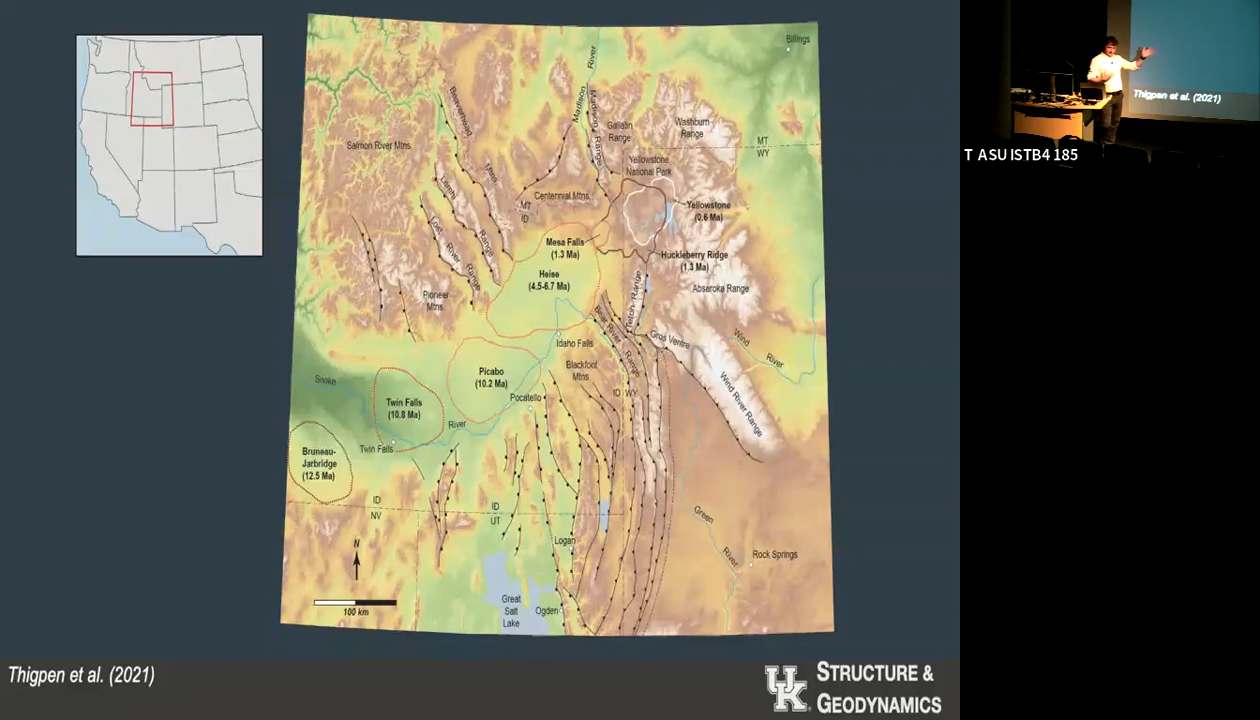 Billings
River
Madison
Madison
Range
Beaverhead
Mtns
Gallatin
Range
Washburn
Range
MT
WY
Salmon River Mtns
Yellowstone
National Park
Lemhi
Range
Centennial Mtns
MT
ID
Yellowstone
(0.6 Ma)
Lost
River
Range
Mesa Falls
(1.3 Ma)
Huckleberry Ridge
(1.3 Ma)
Heise
(4.5-6.7 Ma)
Teton Range
Absaroka Range
Pioneer
Mtns
Bear River Range
Gros Ventre
Wind
River
Idaho Falls
Blackfoot
Mtns
Snake
River
Picabo
(10.2 Ma)
ID WY
Wind River Range
Pocatello
Twin Falls
(10.8 Ma)
Twin Falls
Bruneau-
Jarbridge
(12.5 Ma)
ID
NV
ID
UT
Green
River
N
Logan
Rock Springs
100 km
Great
Salt
Lake
Ogden
Thigpen et al. (2021)
UK
STRUCTURE &
GEODYNAMICS
Thigpen et al. (2021)
T ASU ISTB4 185